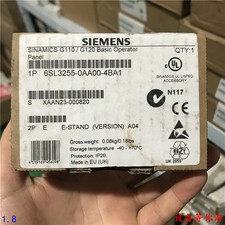 SIEMENS
SINAMICS G110 / G120 Basic Operator
Panel
QTY:1
1P 6SL3255-0AA00-4BA1
S XAAN23-000820
2P E E-STAND (VERSION) A04
Gross weight: 0.08kg/0.18lbs
Storage temperature -40 - +70°C
Protection: IP20
Made in EU (UK)
UL
LISTED
N117
1.8